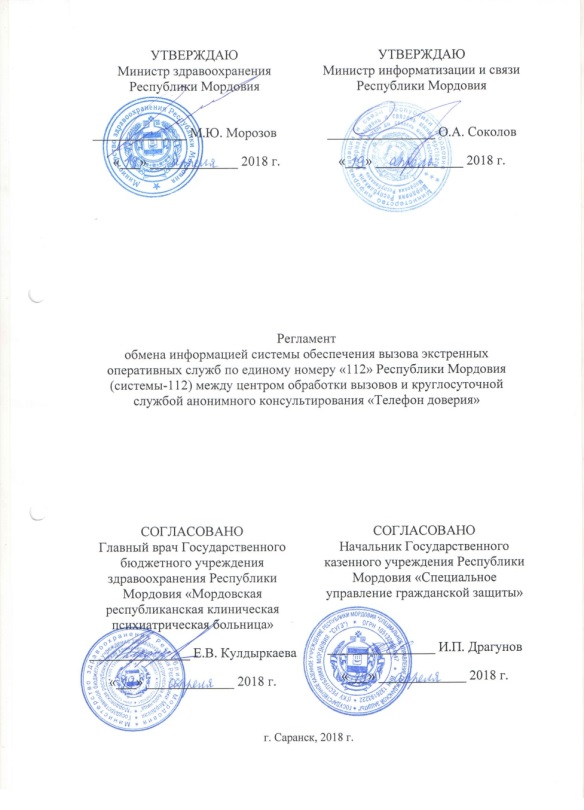 УТВЕРЖДАЮ
Министр здравоохранения
Республики Мордовия
М.Ю. Морозов
«19» апреля 2018 г.
УТВЕРЖДАЮ
Министр информатизации и связи
Республики Мордовия
О.А. Соколов
«19» апреля 2018 г.
Регламент
обмена информацией системы обеспечения вызова экстренных
оперативных служб по единому номеру «112» Республики Мордовия
(системы-112) между центром обработки вызовов и круглосуточной
службой анонимного консультирования «Телефон доверия»
СОГЛАСОВАНО
Главный врач Государственного
бюджетного учреждения
здравоохранения Республики
Мордовия «Мордовская
республиканская клиническая
психиатрическая больница»
Е.В. Кулдыркаева
апреля 2018 г.
СОГЛАСОВАНО
Начальник Государственного
казенного учреждения Республики
Мордовия «Специальное
управление гражданской защиты»
И.П. Драгунов
апреля 2018 г.
г. Саранск, 2018 г.